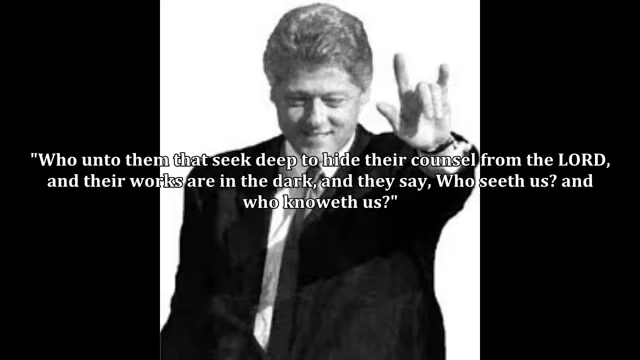 "Who unto them that seek deep to hide their counsel from the LORD,
and their works are in the dark, and they say, Who seeth us? and
who knoweth us?"